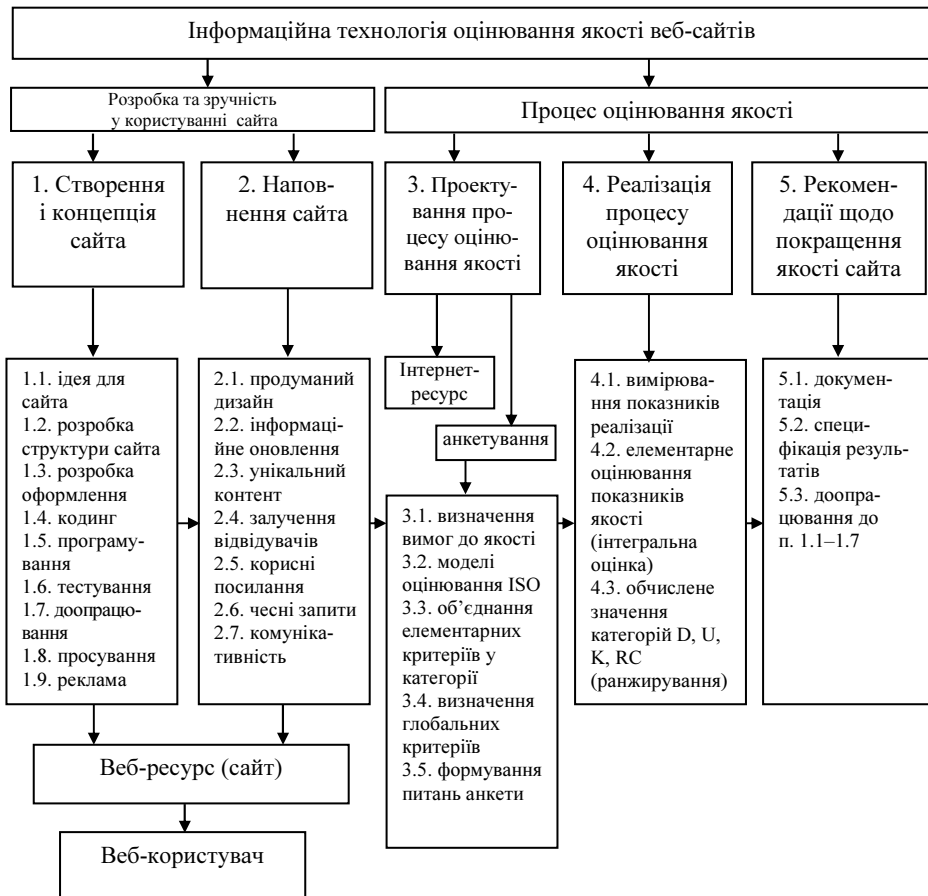 Інформаційна технологія оцінювання якості веб-сайтів
Розробка та зручність
у користуванні сайта
Процес оцінювання якості
1. Створення
і концепція
сайта
2. Напов-
нення сайта
3. Проекту-
вання про-
цесу оціню-
вання якості
4. Реалізація
процесу
оцінювання
якості
5. Рекомен-
дації щодо
покращення
якості сайта
Інтернет-
ресурс
анкетування
1.1. ідея для
сайта
1.2. розробка
структури сайта
1.3. розробка
оформлення
1.4. кодинг
1.5. програму-
вання
1.6. тестування
1.7. доопрацю-
вання
1.8. просування
1.9. реклама
2.1. продуманий
дизайн
2.2. інформаці-
йне оновлення
2.3. унікальний
контент
2.4. залучення
відвідувачів
2.5. корисні
посилання
2.6. чесні запити
2.7. комуніка-
тивність
3.1. визначення
вимог до якості
3.2. моделі
оцінювання ISO
3.3. об’єднання
елементарних
критеріїв у
категорії
3.4. визначення
глобальних
критеріїв
3.5. формування
питань анкети
4.1. вимірюва-
ння показників
реалізації
4.2. елементарне
оцінювання
показників
якості
(інтегральна
оцінка)
4.3. обчислене
значення
категорій D, U,
K, RC
(ранжирування)
5.1. докумен-
тація
5.2. специ-
фікація резуль-
татів
5.3. доопра-
цювання до
п. 1.1–1.7
Веб-ресурс (сайт)
Веб-користувач